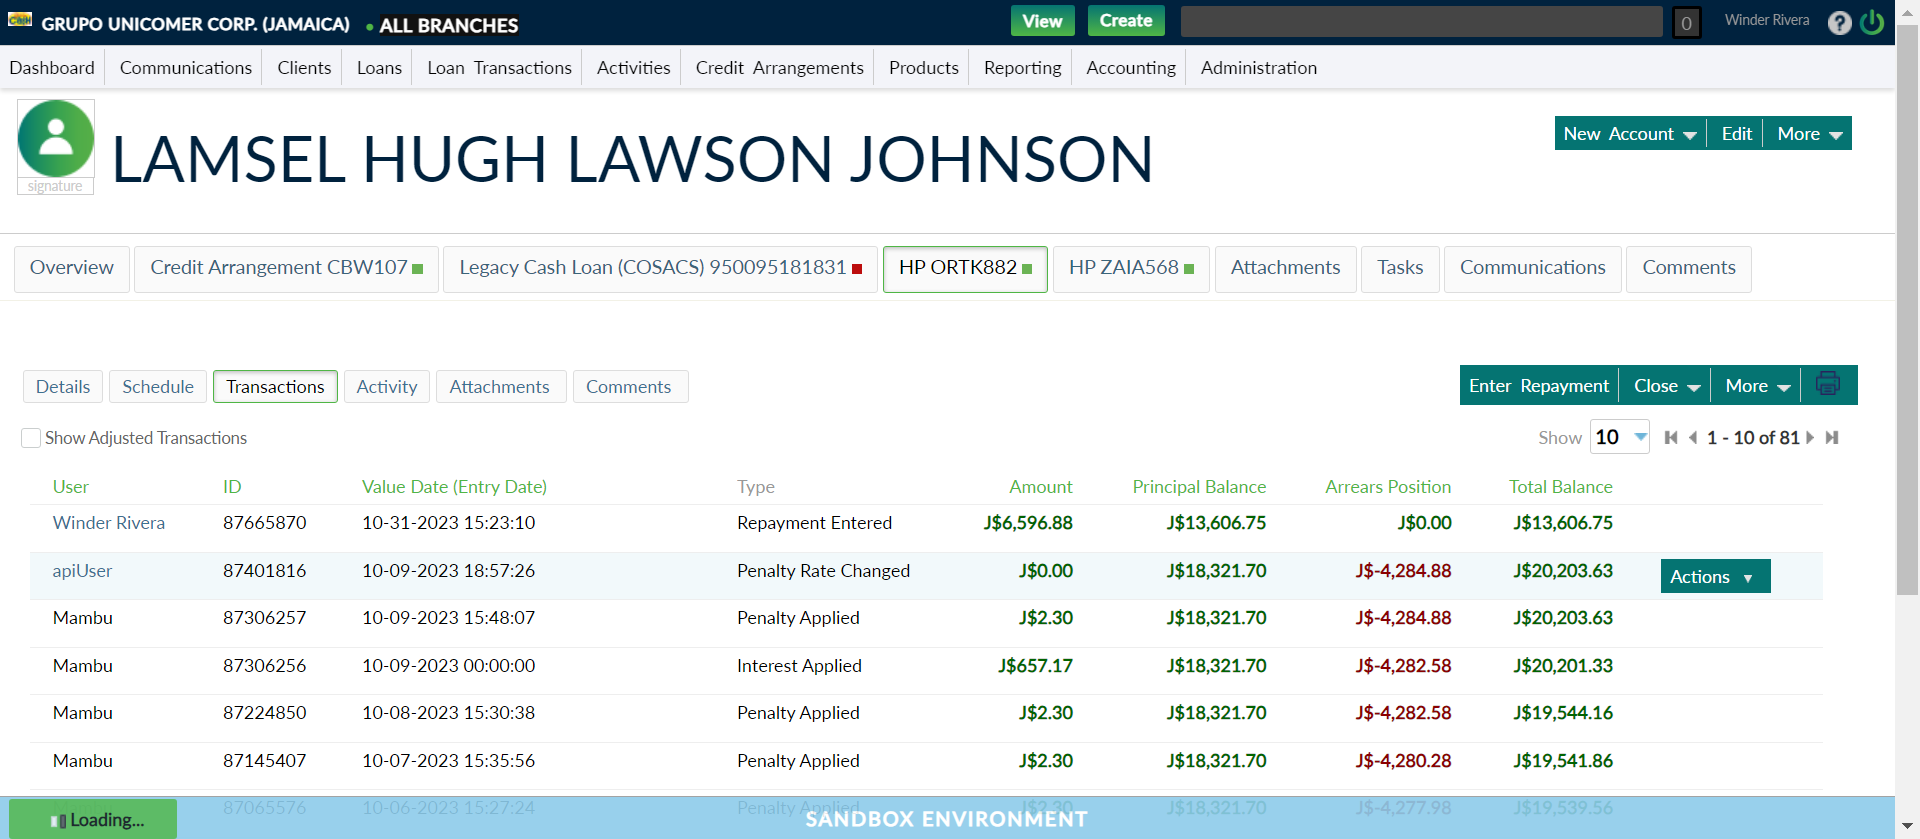 Cash GRUPO UNICOMER CORP. (JAMAICA) • ALL BRANCHES View Create 0 Winder Rivera ?
Dashboard Communications Clients Loans Loan Transactions Activities Credit Arrangements Products Reporting Accounting Administration
signature
LAMSEL HUGH LAWSON JOHNSON
New Account Edit More
Overview Credit Arrangement CBW107 Legacy Cash Loan (COSACS) 950095181831 HP ORTK882 HP ZAIA568 Attachments Tasks Communications Comments
Details Schedule Transactions Activity Attachments Comments Enter Repayment Close More
Show Adjusted Transactions Show 10 1 - 10 of 81
User ID Value Date (Entry Date) Type Amount Principal Balance Arrears Position Total Balance
Winder Rivera 87665870 10-31-2023 15:23:10 Repayment Entered J$6,596.88 J$13,606.75 J$0.00 J$13,606.75
apiUser 87401816 10-09-2023 18:57:26 Penalty Rate Changed J$0.00 J$18,321.70 J$-4,284.88 J$20,203.63 Actions ▼
Mambu 87306257 10-09-2023 15:48:07 Penalty Applied J$2.30 J$18,321.70 J$-4,284.88 J$20,203.63
Mambu 87306256 10-09-2023 00:00:00 Interest Applied J$657.17 J$18,321.70 J$-4,282.58 J$20,201.33
Mambu 87224850 10-08-2023 15:30:38 Penalty Applied J$2.30 J$18,321.70 J$-4,282.58 J$19,544.16
Mambu 87145407 10-07-2023 15:35:56 Penalty Applied J$2.30 J$18,321.70 J$-4,280.28 J$19,541.86
Mambu 87065576 10-06-2023 15:27:24 Penalty Applied J$2.30 J$18,321.70 J$-4,277.98 J$19,539.56
Loading... SANDBOX ENVIRONMENT